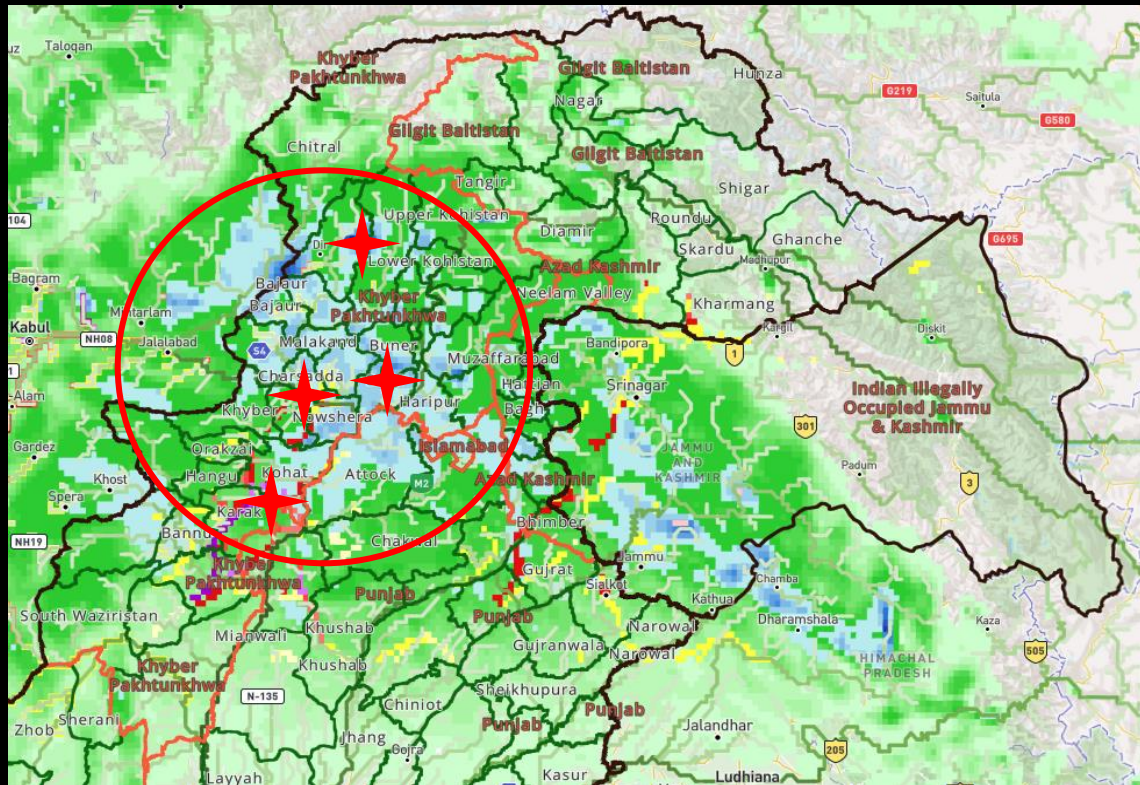 Taloqan
Khyber
Pakhtunkhwa
Gilgit Baltistan
Hunza
G219
Saitula
Nagar
G580
Gilgit Baltistan
Chitral
Gilgit Baltistan
Tangir
Shigar
104
Upper Kohistan
Roundu
Diamir
Ghanche
Dir
Skardu
G695
Lower Kohistan
Azad Kashmir
Madhupur
Bagram
Bajaur
Neelam Valley
Bajaur
Khyber
Pakhtunkhwa
Kharmang
Mihtarlam
Kabul
NH08
Jalalabad
S4
Malakand
Buner
Muzaffarabad
Bandipora
Kargil
Diskit
1
1
Charsadda
Hattian
Srinagar
Indian Illegally
Occupied Jammu
& Kashmir
Alam
Khyber
Nowshera
Haripur
Bagh
301
Gardez
Orakzai
Islamabad
JAMMU
AND
KASHMIR
Padum
Khost
Hangu
Kohat
Attock
M2
Azad Kashmir
3
Spera
Karak
NH19
Bannu
Chakwal
Bhimber
Khyber
Pakhtunkhwa
Gujrat
Jammu
Sialkot
Chamba
Punjab
South Waziristan
Punjab
Kathua
Dharamshala
Kaza
Mianwali
Khushab
Narowal
Gujranwala
Narowal
505
Khushab
HIMACHAL
PRADESH
Khyber
Pakhtunkhwa
N-135
Sheikhupura
Chiniot
Punjab
Punjab
Zhob
Sherani
Jalandhar
Jhang
Gojra
205
Layyah
Kasur
Ludhiana